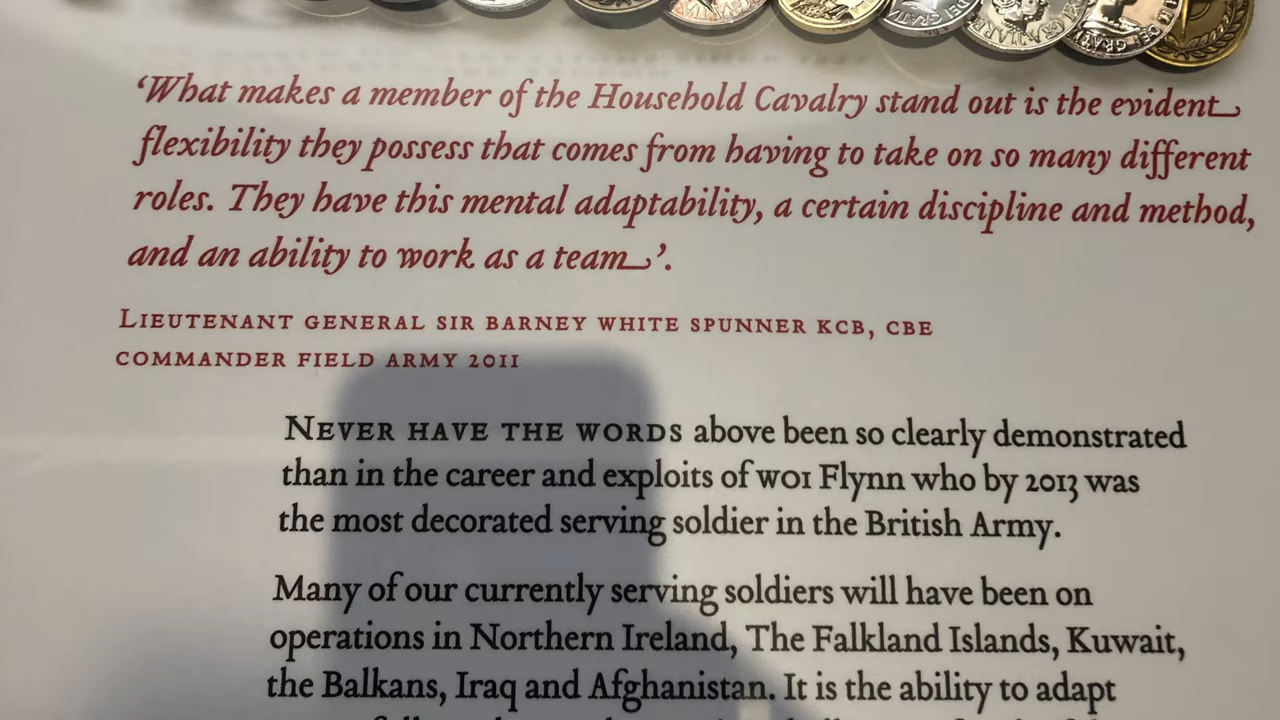 ‘What makes a member of the Household Cavalry stand out is the evident
flexibility they possess that comes from having to take on so many different
roles. They have this mental adaptability, a certain discipline and method,
and an ability to work as a team’.
LIEUTENANT GENERAL SIR BARNEY WHITE SPUNNER KCB, CBE
COMMANDER FIELD ARMY 2011
NEVER HAVE THE WORDS above been so clearly demonstrated
than in the career and exploits of WO1 Flynn who by 2013 was
the most decorated serving soldier in the British Army.
Many of our currently serving soldiers will have been on
operations in Northern Ireland, The Falkland Islands, Kuwait,
the Balkans, Iraq and Afghanistan. It is the ability to adapt